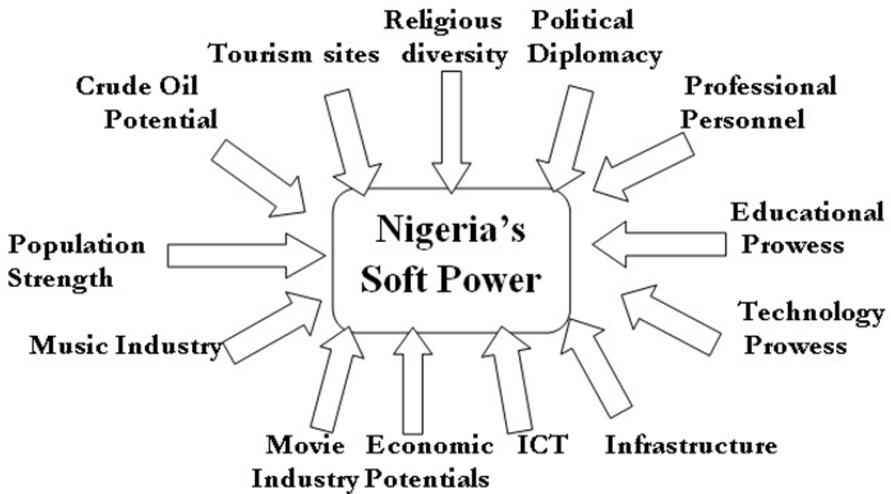 Religious
diversity
Political
Diplomacy
Tourism sites
Crude Oil
Potential
Professional
Personnel
Nigeria's
Soft Power
Population
Strength
Educational
Prowess
Music Industry
Technology
Prowess
Movie
Industry
Economic
Potentials
ICT
Infrastructure